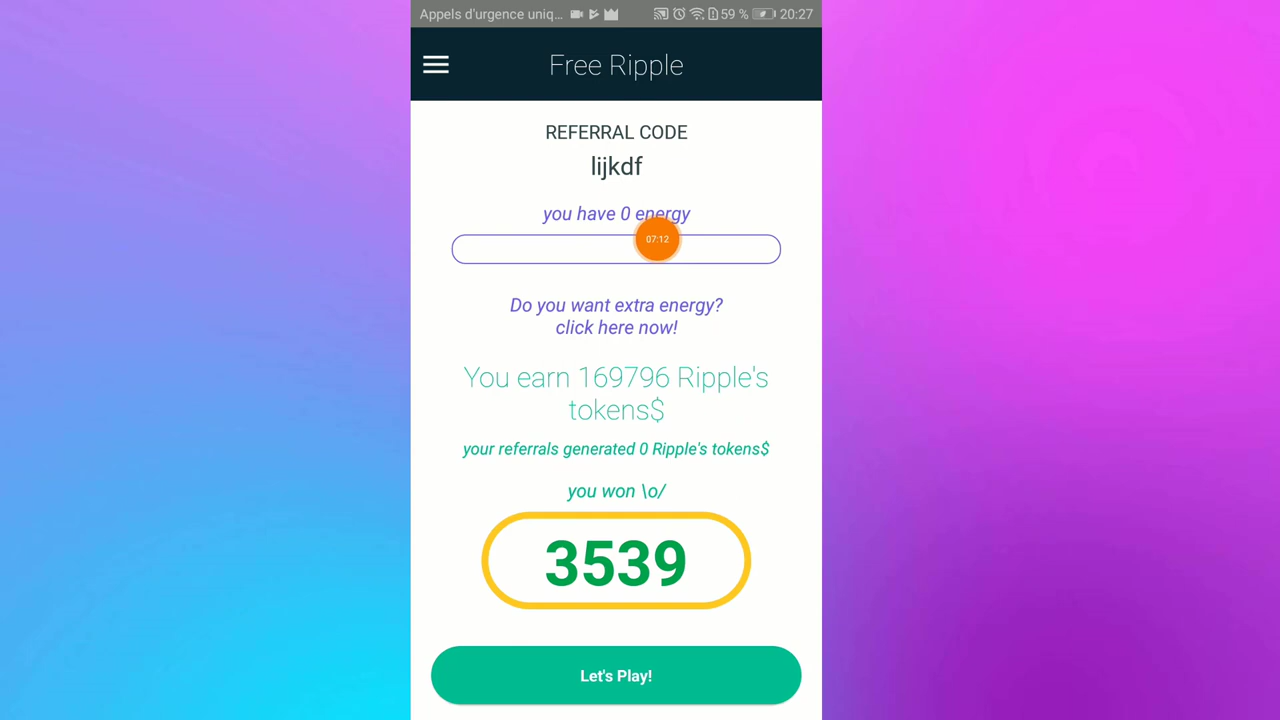 Appels d'urgence uniq... 59 % 20:27
Free Ripple
REFERRAL CODE
lijkdf
you have 0 energy
07:12
Do you want extra energy?
click here now!
You earn 169796 Ripple's
tokens$
your referrals generated 0 Ripple's tokens$
you won \o/
3539
Let's Play!